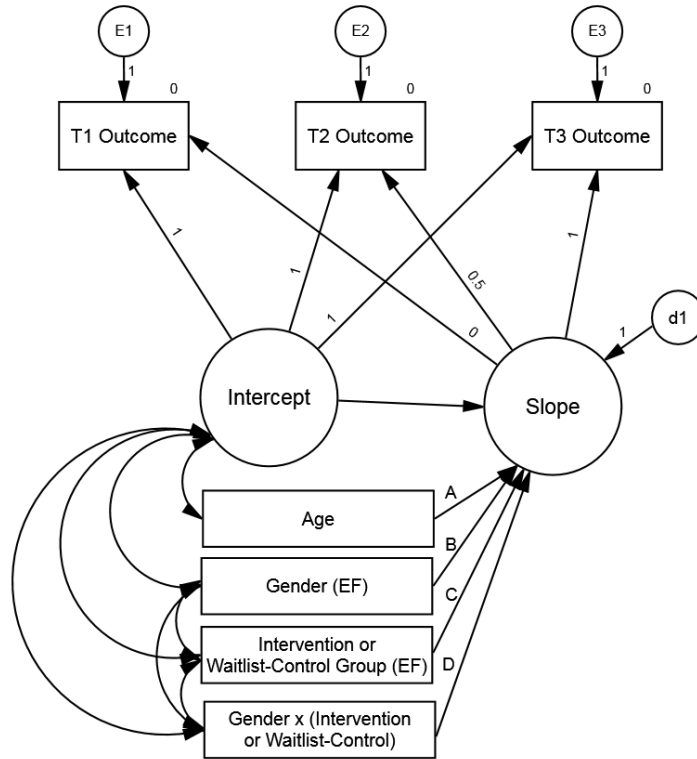 E1
E2
E3
1
1
1
0
0
0
T1 Outcome
T2 Outcome
T3 Outcome
1
1
1
0
0.5
1
1
d1
Intercept
Slope
Age
A
Gender (EF)
B
Intervention or
Waitlist-Control Group (EF)
C
Gender x (Intervention
or Waitlist-Control)
D